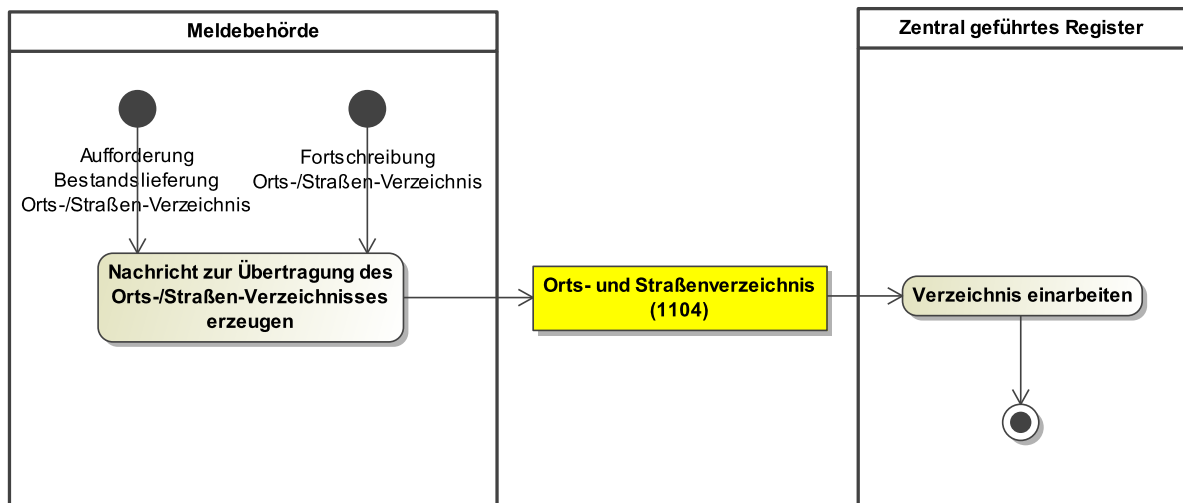 Meldebehörde
Zentral geführtes Register
Aufforderung
Bestandslieferung
Orts-/Straßen-Verzeichnis
Fortschreibung
Orts-/Straßen-Verzeichnis
Nachricht zur Übertragung des
Orts-/Straßen-Verzeichnisses
erzeugen
Orts- und Straßenverzeichnis
(1104)
Verzeichnis einarbeiten